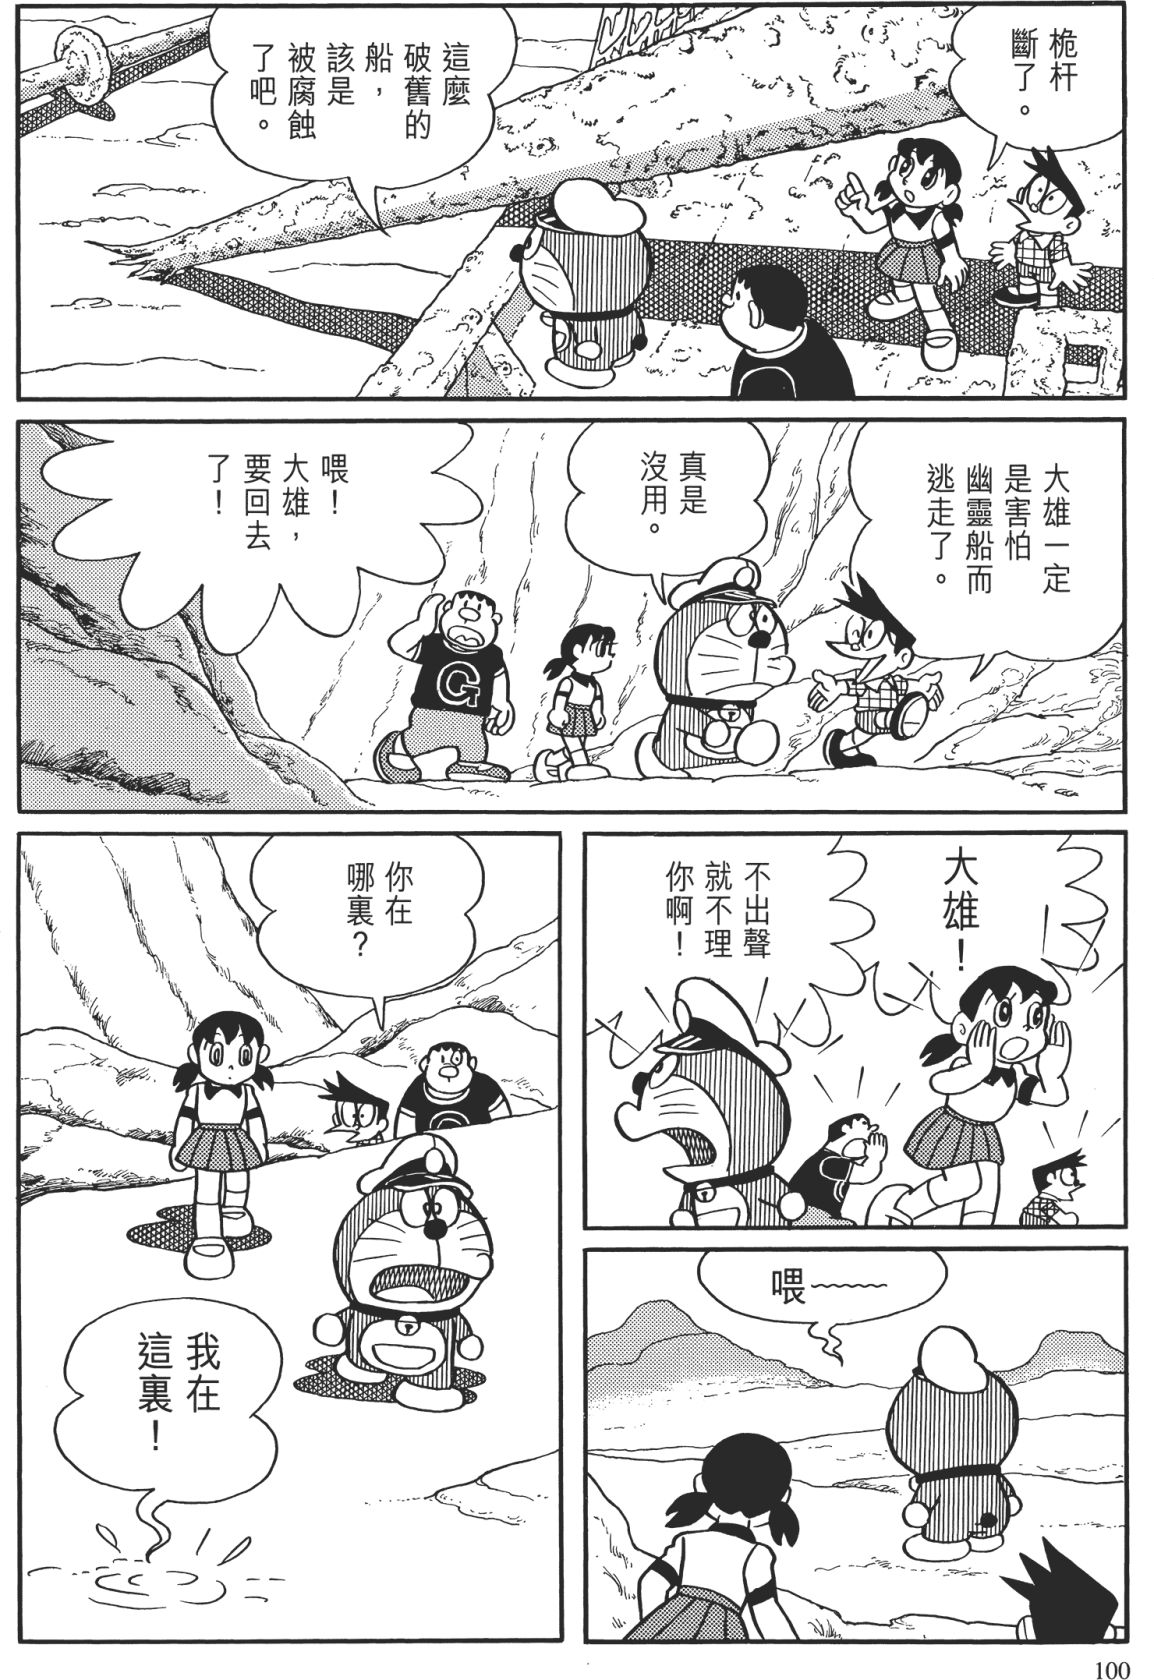 桅杆
斷了。
這麼
破舊的
船，
該是
被腐蝕
了吧。
大雄一定
是害怕
幽靈船而
逃走了。
真是
沒用。
喂！
大雄，
要回去
了！
G
大雄！
不出聲
就不理
你啊！
喂~~~~
你在
哪裏？
G
我在
這裏！
100